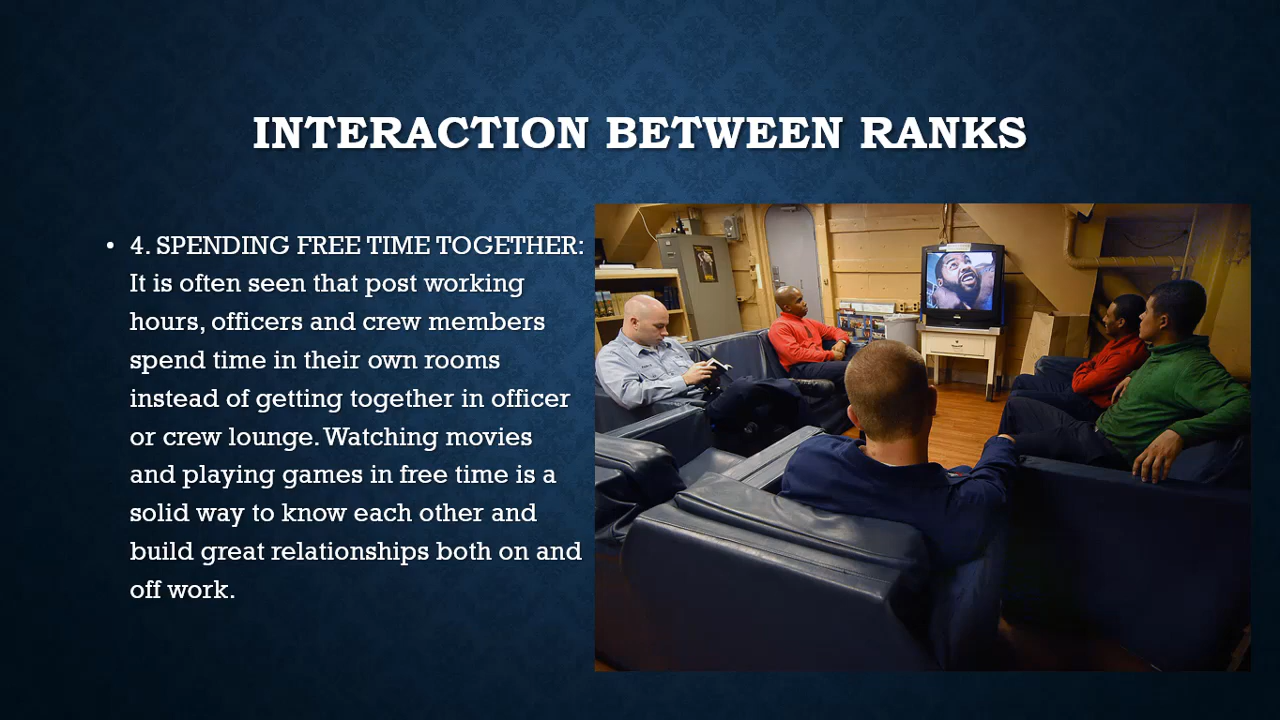 INTERACTION BETWEEN RANKS
• 4. SPENDING FREE TIME TOGETHER:
It is often seen that post working
hours, officers and crew members
spend time in their own rooms
instead of getting together in officer
or crew lounge. Watching movies
and playing games in free time is a
solid way to know each other and
build great relationships both on and
off work.